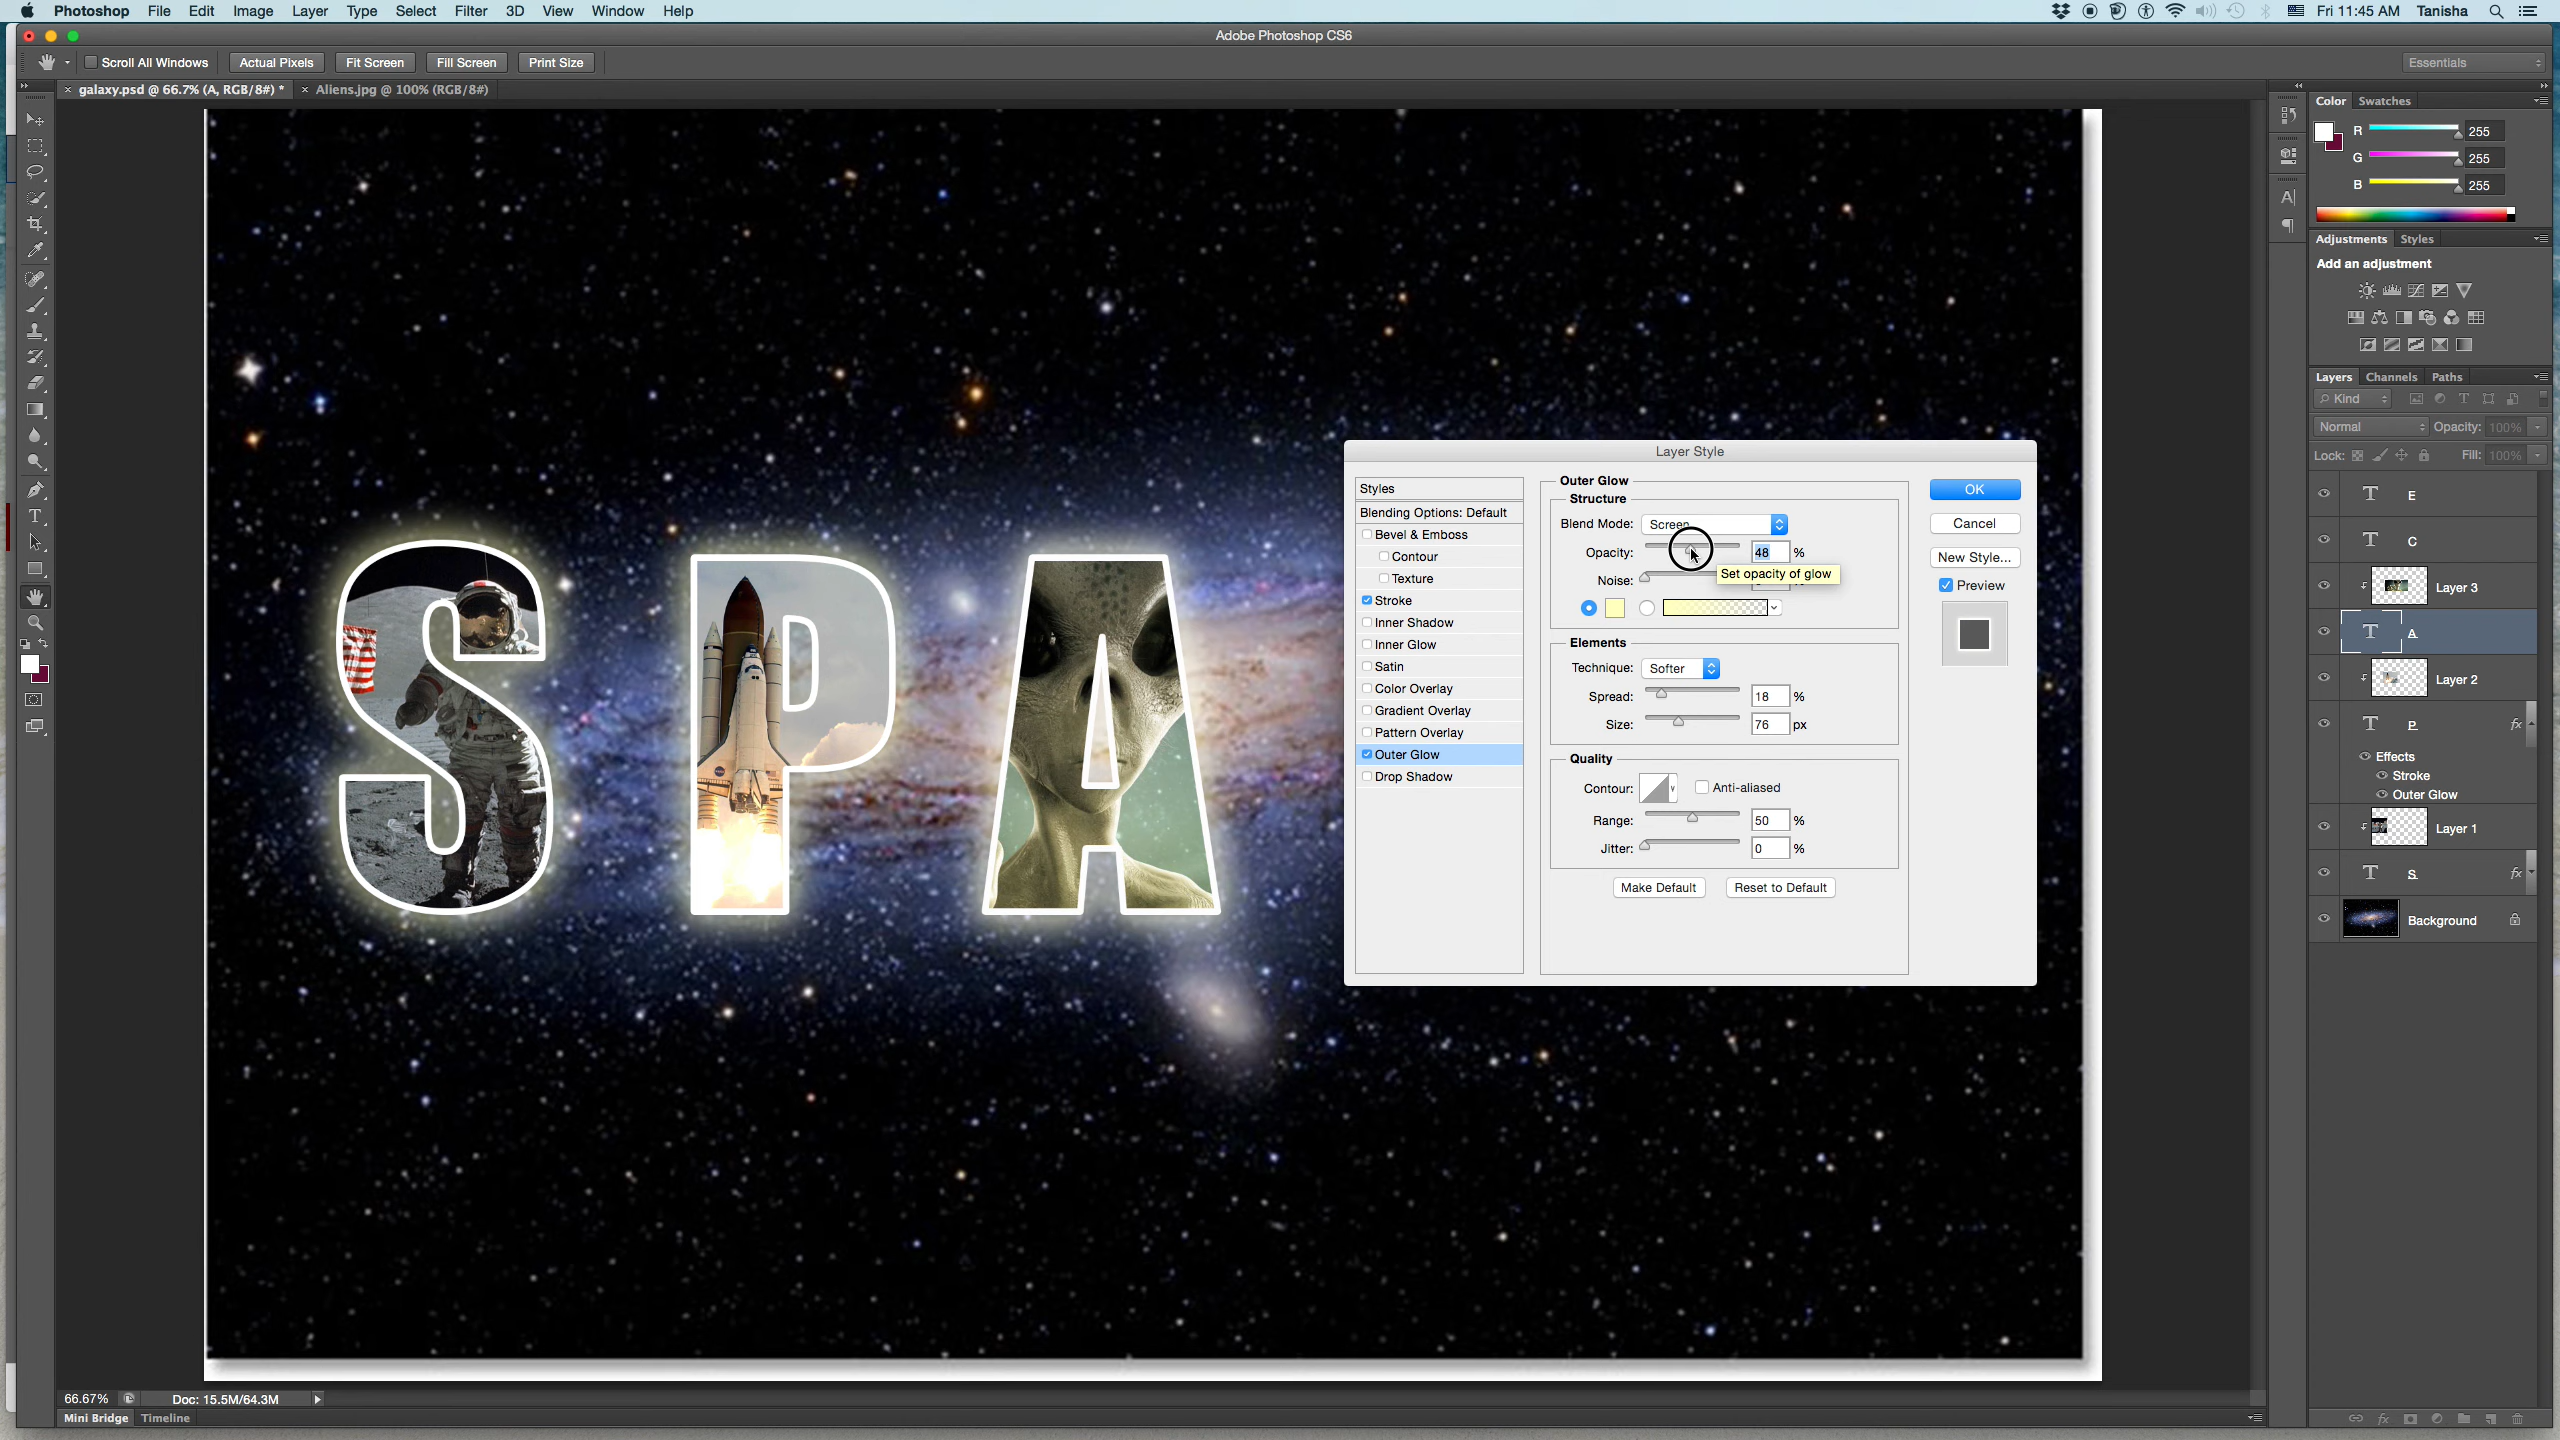 Photoshop File Edit Image Layer Type Select Filter 3D View Window Help Fri 11:45 AM Tanisha
Adobe Photoshop CS6
Scroll All Windows Actual Pixels Fit Screen Fill Screen Print Size Essentials
× galaxy.psd @ 66.7% (A, RGB/8#) * × Aliens.jpg @ 100% (RGB/8#)
SPA
NASA
Layer Style
Styles
Blending Options: Default
Bevel & Emboss
Contour
Texture
Stroke
Inner Shadow
Inner Glow
Satin
Color Overlay
Gradient Overlay
Pattern Overlay
Outer Glow
Drop Shadow
Outer Glow
Structure
Blend Mode: Screen
Opacity: 48 %
Set opacity of glow
Noise:
Elements
Technique: Softer
Spread: 18 %
Size: 76 px
Quality
Contour: Anti-aliased
Range: 50 %
Jitter: 0 %
Make Default Reset to Default
OK
Cancel
New Style...
Preview
Color Swatches
R 255
G 255
B 255
Adjustments Styles
Add an adjustment
Layers Channels Paths
Kind
Normal Opacity: 100%
Lock: Fill: 100%
T E
T C
Layer 3
T A
Layer 2
T P fx
Effects
Stroke
Outer Glow
Layer 1
T S fx
Background
66.67% Doc: 15.5M/64.3M
Mini Bridge Timeline